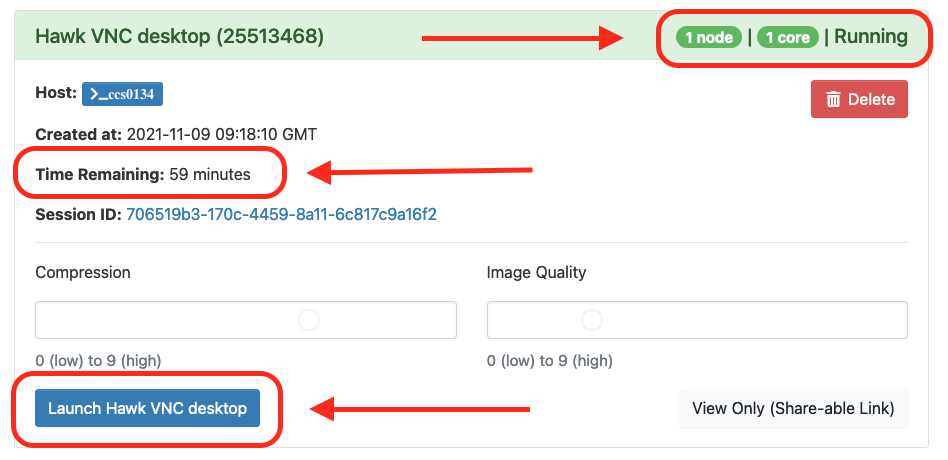 Hawk VNC desktop (25513468) 1 node | 1 core | Running
Host: >_ccs0134
Delete
Created at: 2021-11-09 09:18:10 GMT
Time Remaining: 59 minutes
Session ID: 706519b3-170c-4459-8a11-6c817c9a16f2
Compression Image Quality
0 (low) to 9 (high) 0 (low) to 9 (high)
Launch Hawk VNC desktop View Only (Share-able Link)